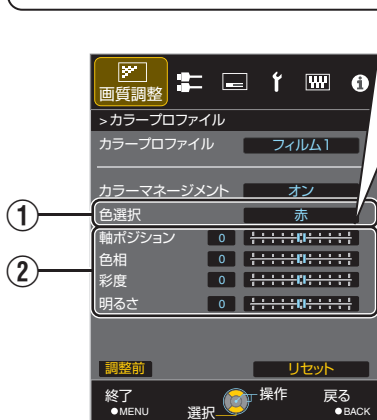 画質調整
>カラープロファイル
カラープロファイル フィルム1
カラーマネージメント オン
① 色選択 赤
軸ポジション 0
② 色相 0
彩度 0
明るさ 0
調整前 リセット
終了 操作 戻る
●MENU 選択 ●BACK